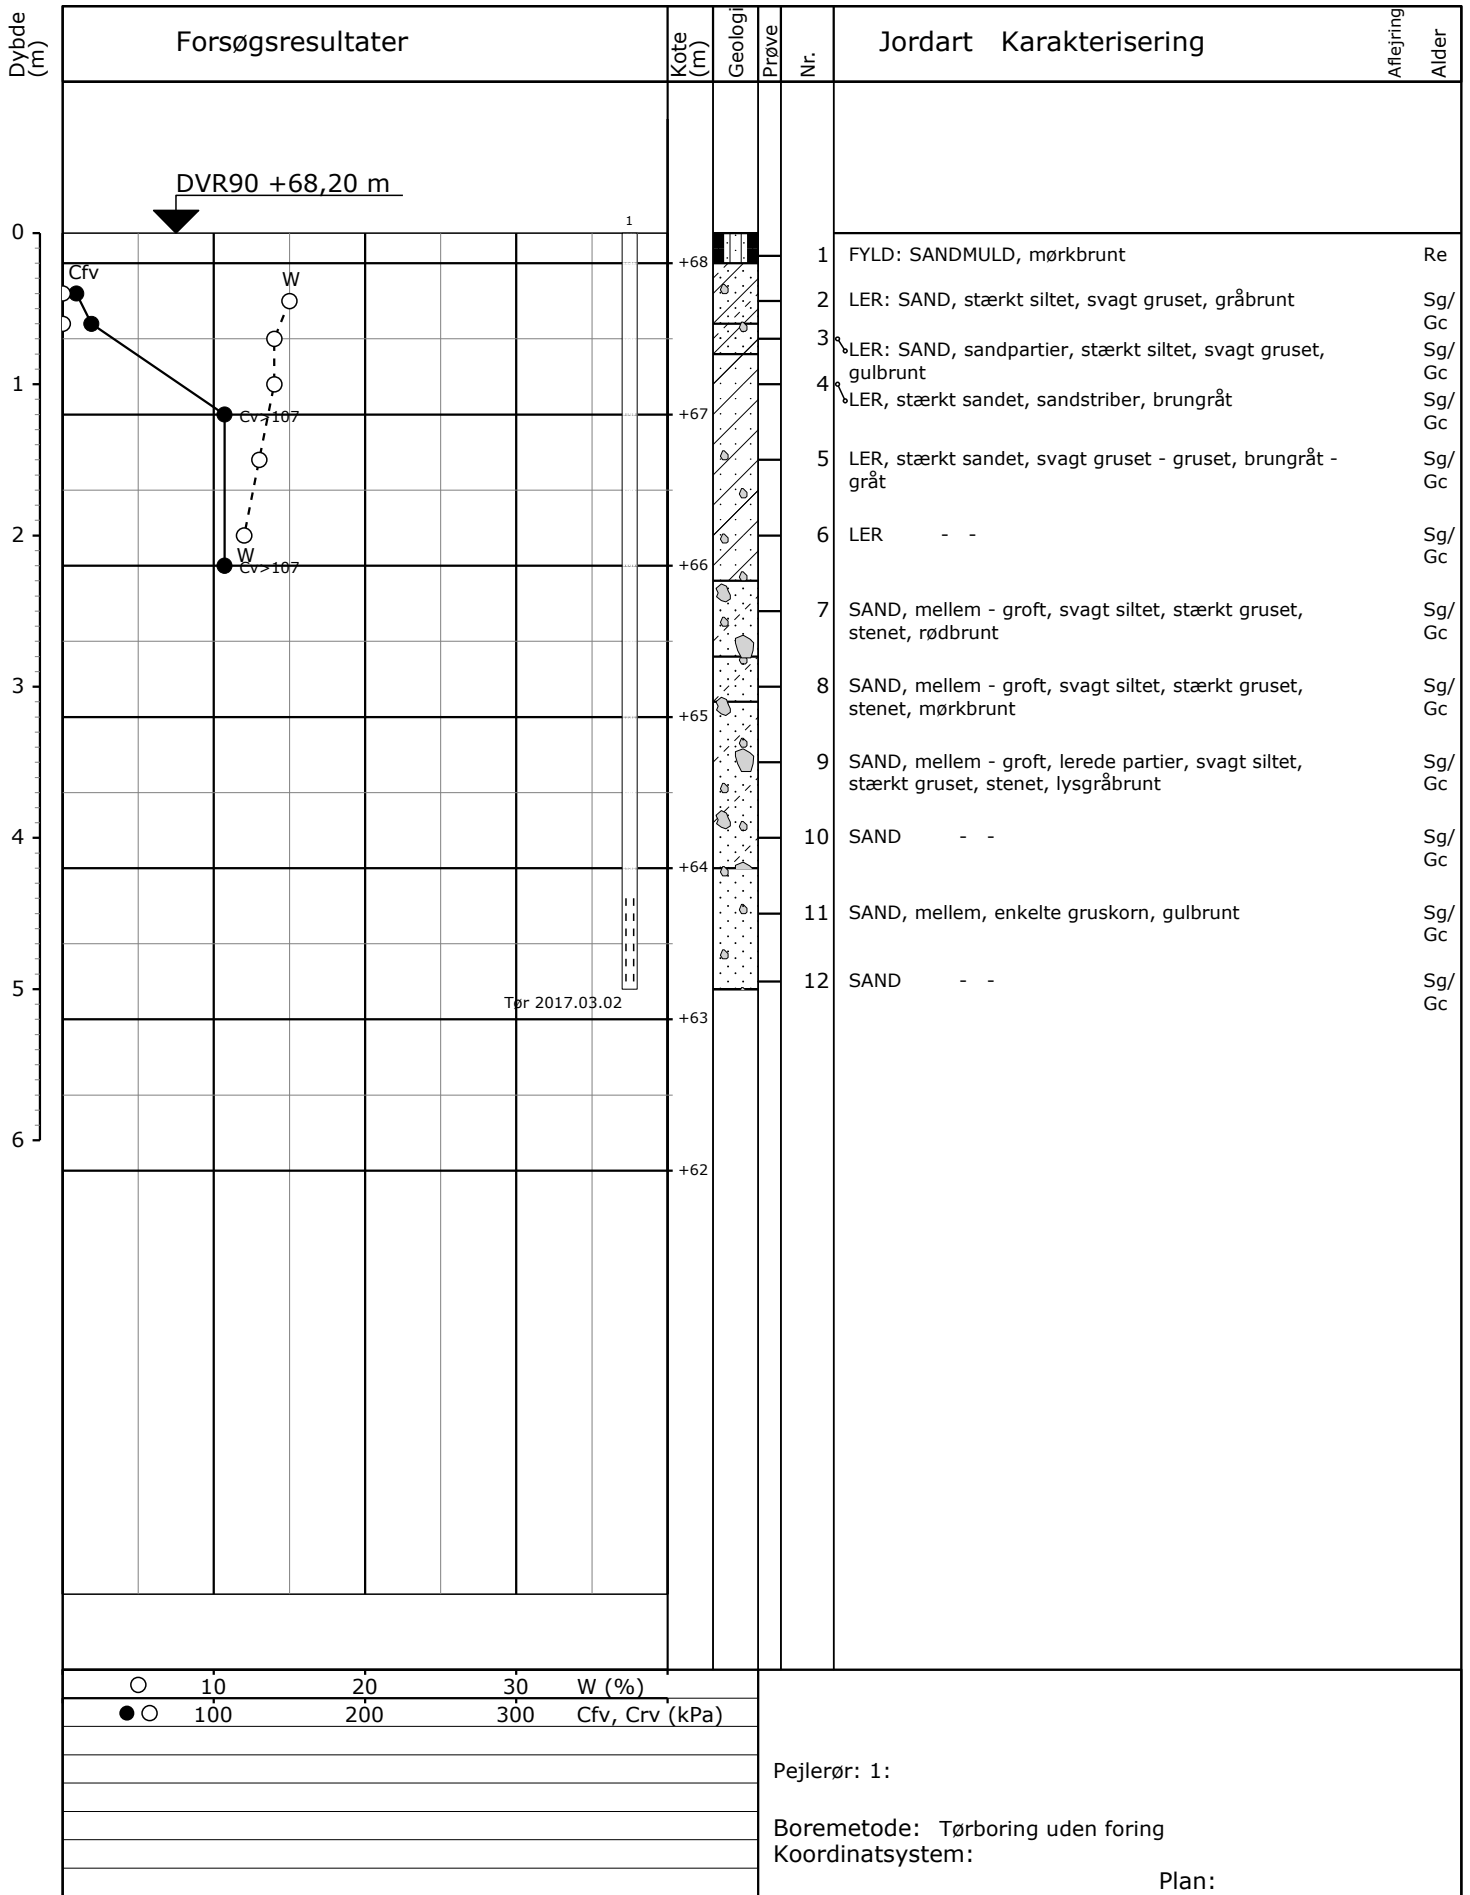 Dybde (m)
Forsøgsresultater
Kote (m)
Geologi
Prøve
Nr.
Jordart Karakterisering
Aflejring
Alder
DVR90 +68,20 m
1
0
1
2
3
4
5
6
Cfv
W
Cv>107
W
Cv>107
Tør 2017.03.02
+68
+67
+66
+65
+64
+63
+62
1 FYLD: SANDMULD, mørkbrunt Re
2 LER: SAND, stærkt siltet, svagt gruset, gråbrunt Sg/
Gc
3 LER: SAND, sandpartier, stærkt siltet, svagt gruset, Sg/
gulbrunt Gc
4 LER, stærkt sandet, sandstriber, brungråt Sg/
Gc
5 LER, stærkt sandet, svagt gruset - gruset, brungråt - Sg/
gråt Gc
6 LER - - Sg/
Gc
7 SAND, mellem - groft, svagt siltet, stærkt gruset, Sg/
stenet, rødbrunt Gc
8 SAND, mellem - groft, svagt siltet, stærkt gruset, Sg/
stenet, mørkbrunt Gc
9 SAND, mellem - groft, lerede partier, svagt siltet, Sg/
stærkt gruset, stenet, lysgråbrunt Gc
10 SAND - - Sg/
Gc
11 SAND, mellem, enkelte gruskorn, gulbrunt Sg/
Gc
12 SAND - - Sg/
Gc
10 20 30 W (%)
100 200 300 Cfv, Crv (kPa)
Pejlerør: 1:
Boremetode: Tørboring uden foring
Koordinatsystem:
Plan: